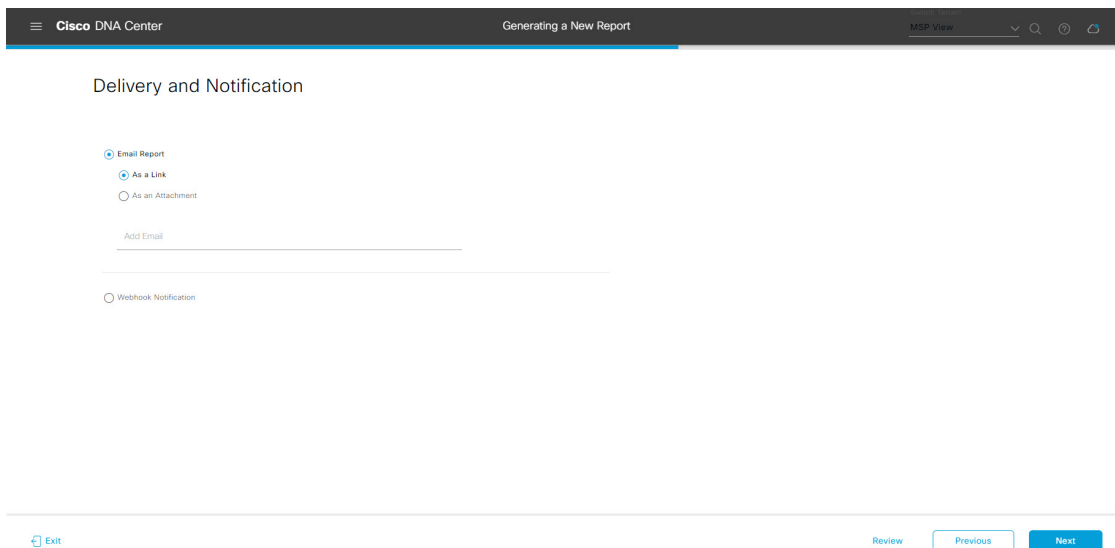 Cisco DNA Center
Generating a New Report
MSP View
Delivery and Notification
Email Report
As a Link
As an Attachment
Add Email
Webhook Notification
Exit
Review
Previous
Next